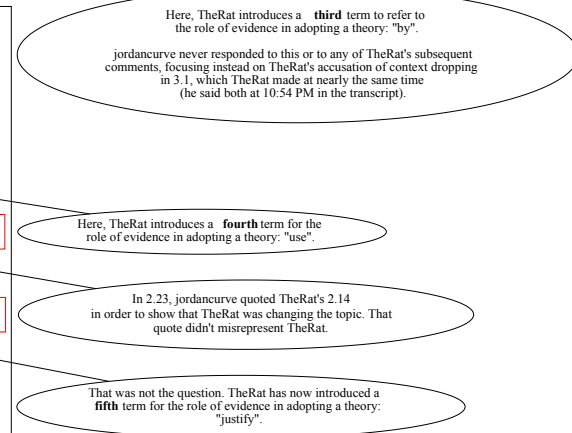 Here, TheRat introduces a third term to refer to
the role of evidence in adopting a theory: "by".
jordancurve never responded to this or to any of TheRat's subsequent
comments, focusing instead on TheRat's accusation of context dropping
in 3.1, which TheRat made at nearly the same time
(he said both at 10:54 PM in the transcript).
Here, TheRat introduces a fourth term for the
role of evidence in adopting a theory: "use".
In 2.23, jordancurve quoted TheRat's 2.14
in order to show that TheRat was changing the topic. That
quote didn't misrepresent TheRat.
That was not the question. TheRat has now introduced a
fifth term for the role of evidence in adopting a theory:
"justify".